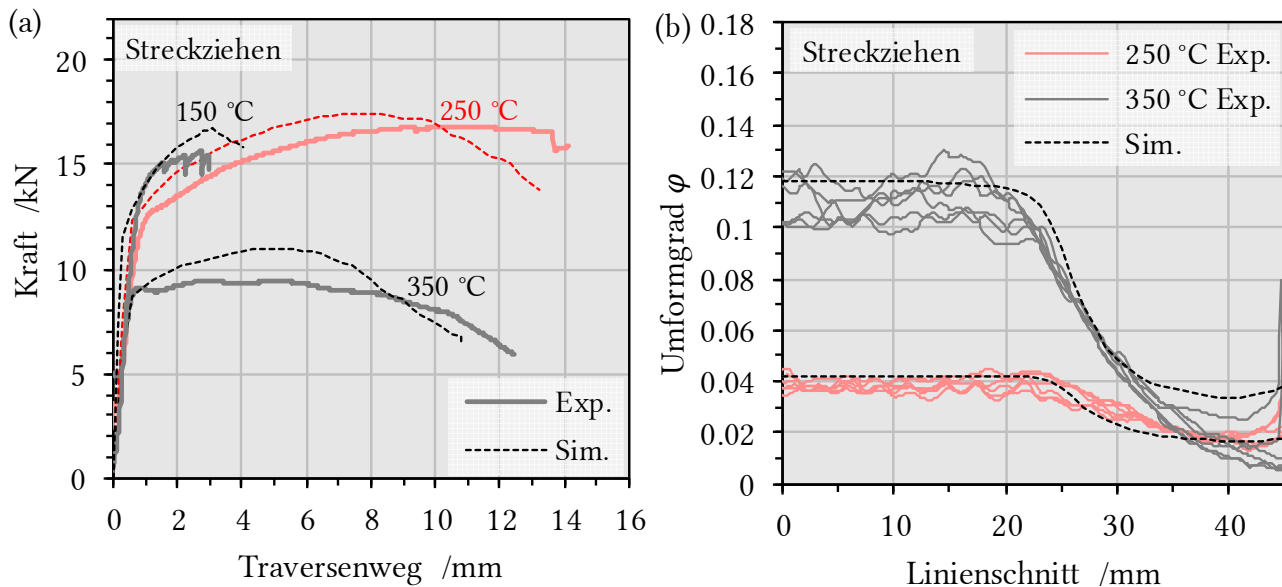 (a)
Streckziehen
150 °C
250 °C
350 °C
Exp.
Sim.
Kraft /kN
20
15
10
5
0
0 2 4 6 8 10 12 14 16
Traversenweg /mm
(b)
Streckziehen
250 °C Exp.
350 °C Exp.
Sim.
Umformgrad φ
0.18
0.16
0.14
0.12
0.1
0.08
0.06
0.04
0.02
0
0 10 20 30 40
Linienschnitt /mm